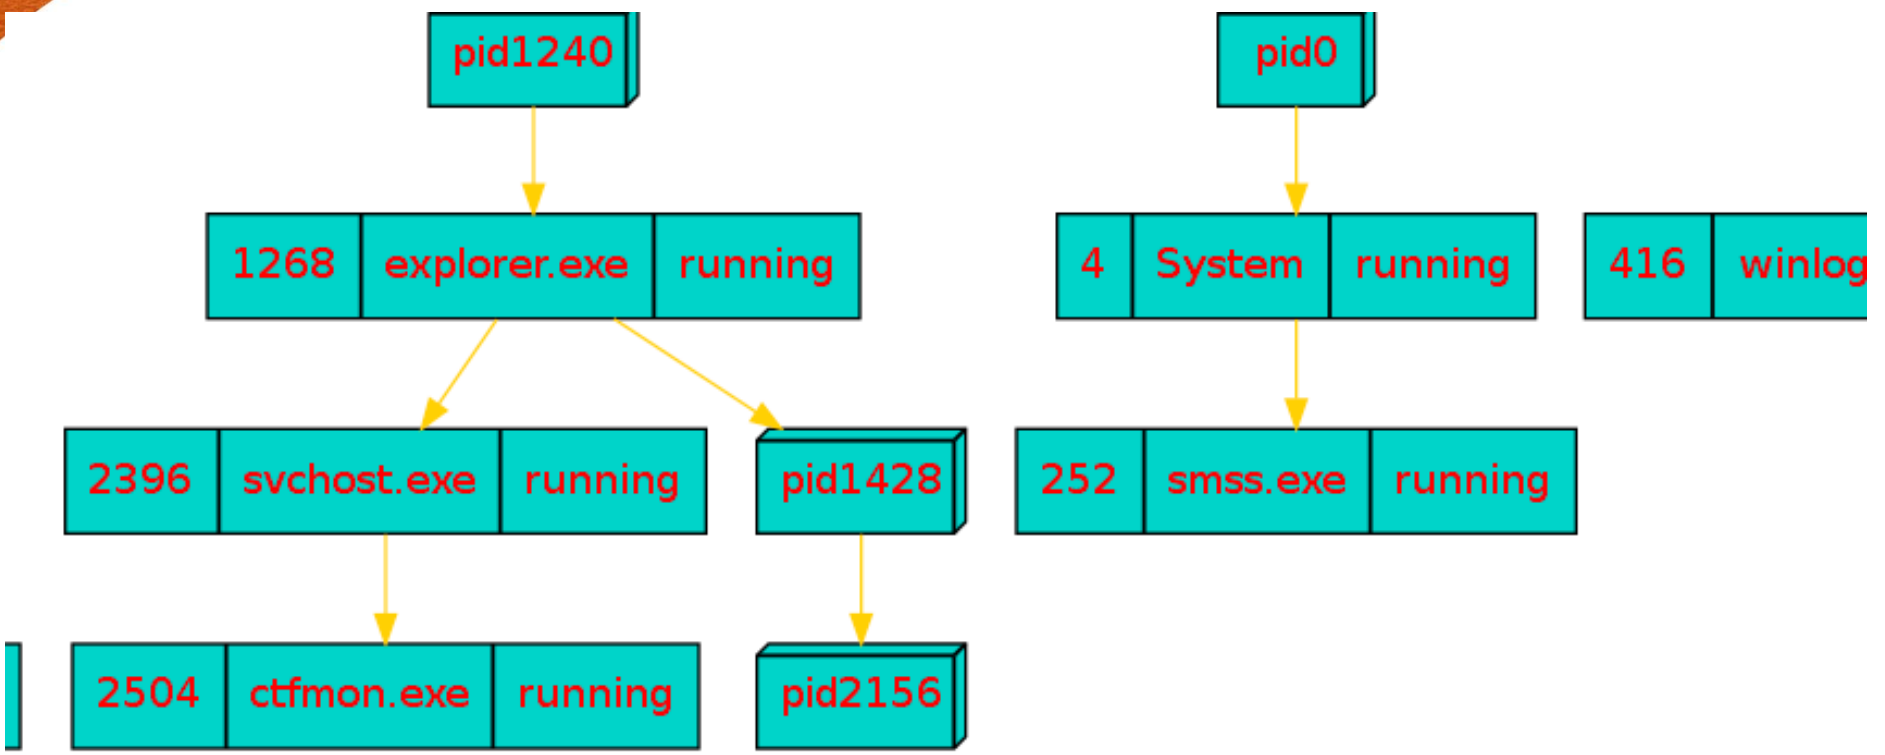 pid1240
pid0
1268 explorer.exe running
4 System running
416 winlog
2396 svchost.exe running
pid1428
252 smss.exe running
2504 ctfmon.exe running
pid2156